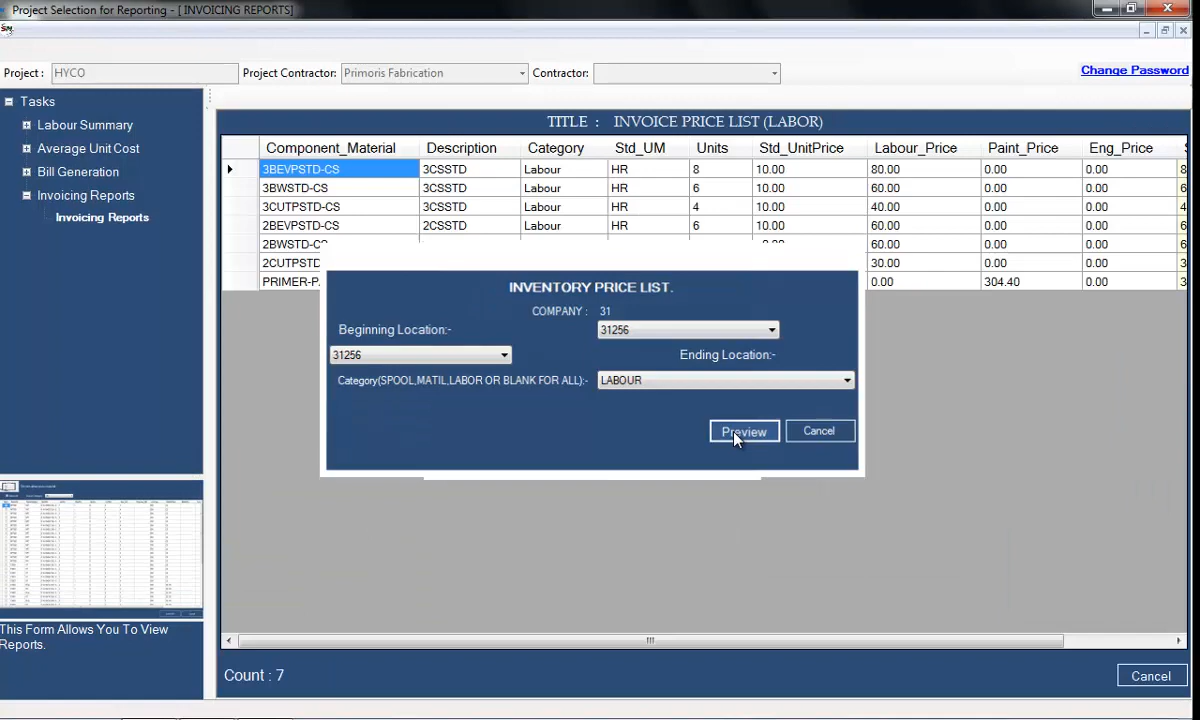 Project Selection for Reporting - [ INVOICING REPORTS]
Project : HYCO Project Contractor: Primoris Fabrication Contractor: Change Password
Tasks
Labour Summary
Average Unit Cost
Bill Generation
Invoicing Reports
Invoicing Reports
This Form Allows You To View
Reports.
TITLE : INVOICE PRICE LIST (LABOR)
Component_Material Description Category Std_UM Units Std_UnitPrice Labour_Price Paint_Price Eng_Price
3BEVPSTD-CS 3CSSTD Labour HR 8 10.00 80.00 0.00 0.00
3BWSTD-CS 3CSSTD Labour HR 6 10.00 60.00 0.00 0.00
3CUTPSTD-CS 3CSSTD Labour HR 4 10.00 40.00 0.00 0.00
2BEVPSTD-CS 2CSSTD Labour HR 6 10.00 60.00 0.00 0.00
2BWSTD-CS 60.00 0.00 0.00
2CUTPSTD 30.00 0.00 0.00
PRIMER-P 0.00 304.40 0.00
INVENTORY PRICE LIST.
COMPANY : 31
Beginning Location:- 31256
31256 Ending Location:-
Category(SPOOL,MATIL,LABOR OR BLANK FOR ALL):- LABOUR
Preview Cancel
Count : 7 Cancel